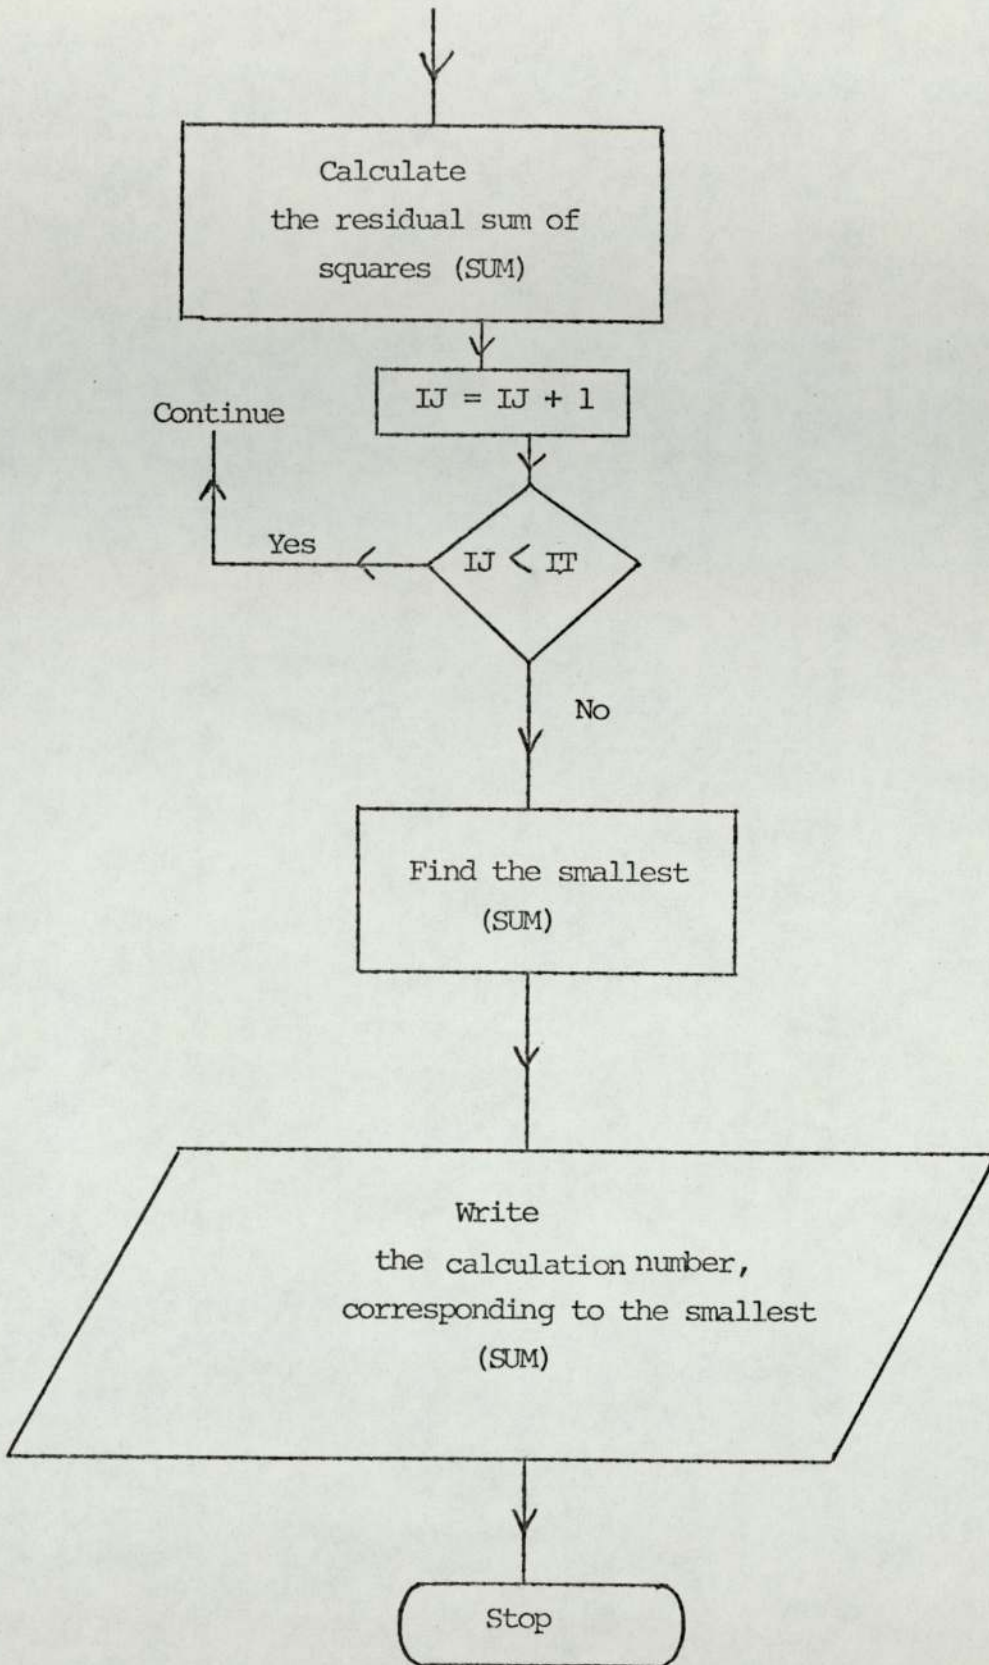 Calculate
the residual sum of
squares (SUM)
IJ = IJ + 1
Continue
Yes
IJ < IT
No
Find the smallest
(SUM)
Write
the calculation number,
corresponding to the smallest
(SUM)
Stop